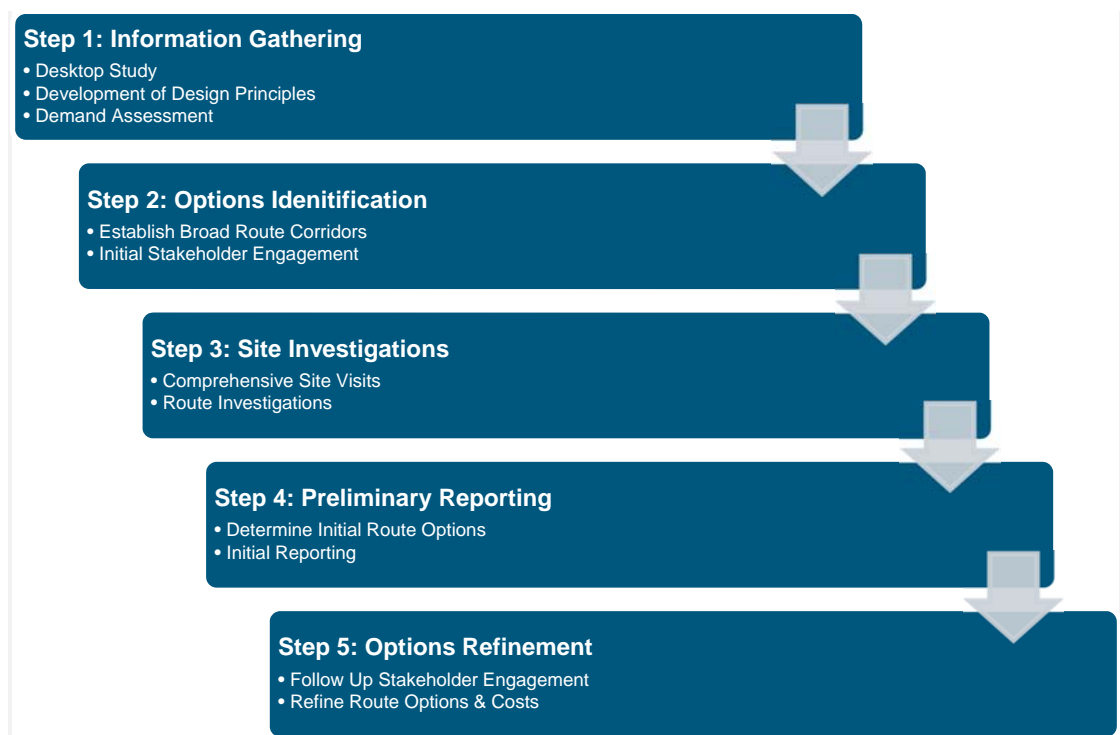 Step 1: Information Gathering
• Desktop Study
• Development of Design Principles
• Demand Assessment
Step 2: Options Idenitification
• Establish Broad Route Corridors
• Initial Stakeholder Engagement
Step 3: Site Investigations
• Comprehensive Site Visits
• Route Investigations
Step 4: Preliminary Reporting
• Determine Initial Route Options
• Initial Reporting
Step 5: Options Refinement
• Follow Up Stakeholder Engagement
• Refine Route Options & Costs